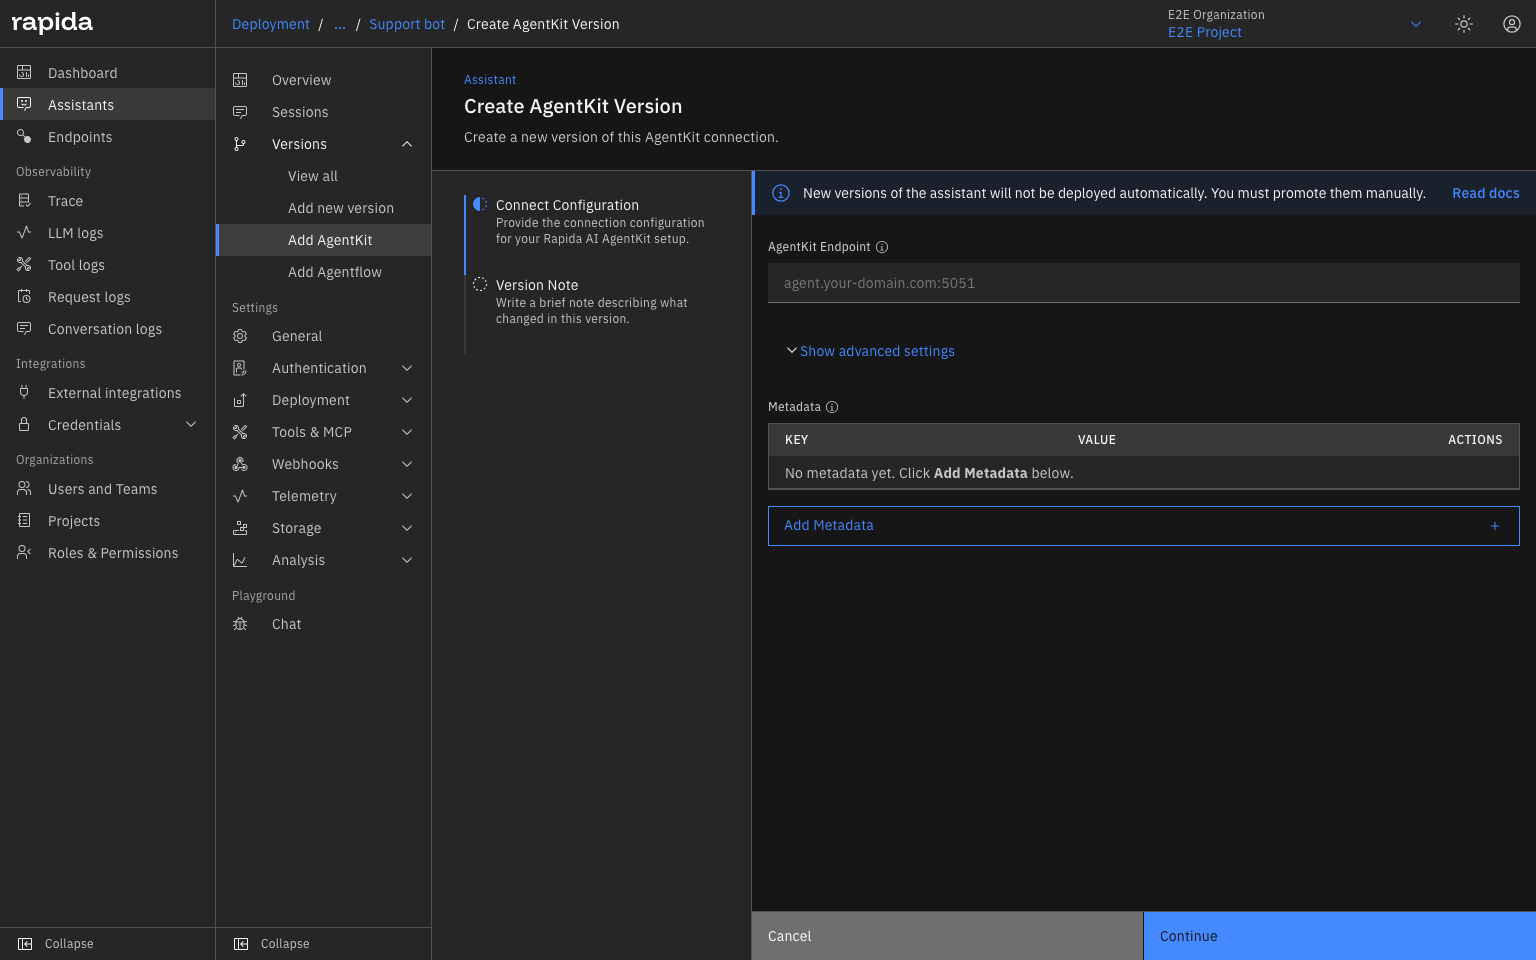 rapida
Deployment / ... / Support bot / Create AgentKit Version
E2E Organization
E2E Project
Dashboard
Assistants
Endpoints
Observability
Trace
LLM logs
Tool logs
Request logs
Conversation logs
Integrations
External integrations
Credentials
Organizations
Users and Teams
Projects
Roles & Permissions
Collapse
Overview
Sessions
Versions
View all
Add new version
Add AgentKit
Add Agentflow
Settings
General
Authentication
Deployment
Tools & MCP
Webhooks
Telemetry
Storage
Analysis
Playground
Chat
Collapse
Assistant
Create AgentKit Version
Create a new version of this AgentKit connection.
Connect Configuration
Provide the connection configuration
for your Rapida AI AgentKit setup.
Version Note
Write a brief note describing what
changed in this version.
New versions of the assistant will not be deployed automatically. You must promote them manually. Read docs
AgentKit Endpoint
agent.your-domain.com:5051
Show advanced settings
Metadata
KEY VALUE ACTIONS
No metadata yet. Click Add Metadata below.
Add Metadata +
Cancel
Continue